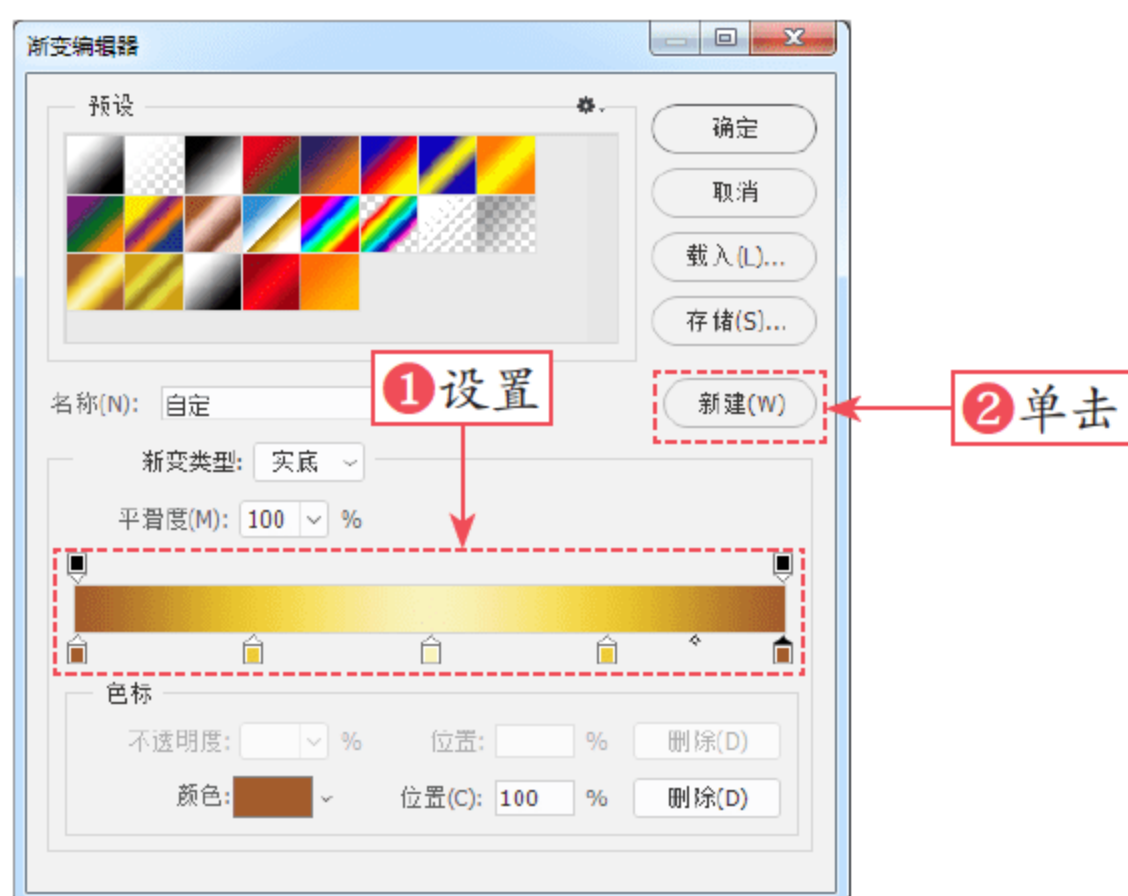 渐变编辑器
预设
确定
取消
载入(L)...
存储(S)...
❶设置
名称(N): 自定
新建(W)
❷单击
渐变类型: 实底
平滑度(M): 100 %
色标
不透明度: % 位置: % 删除(D)
颜色: 位置(C): 100 % 删除(D)